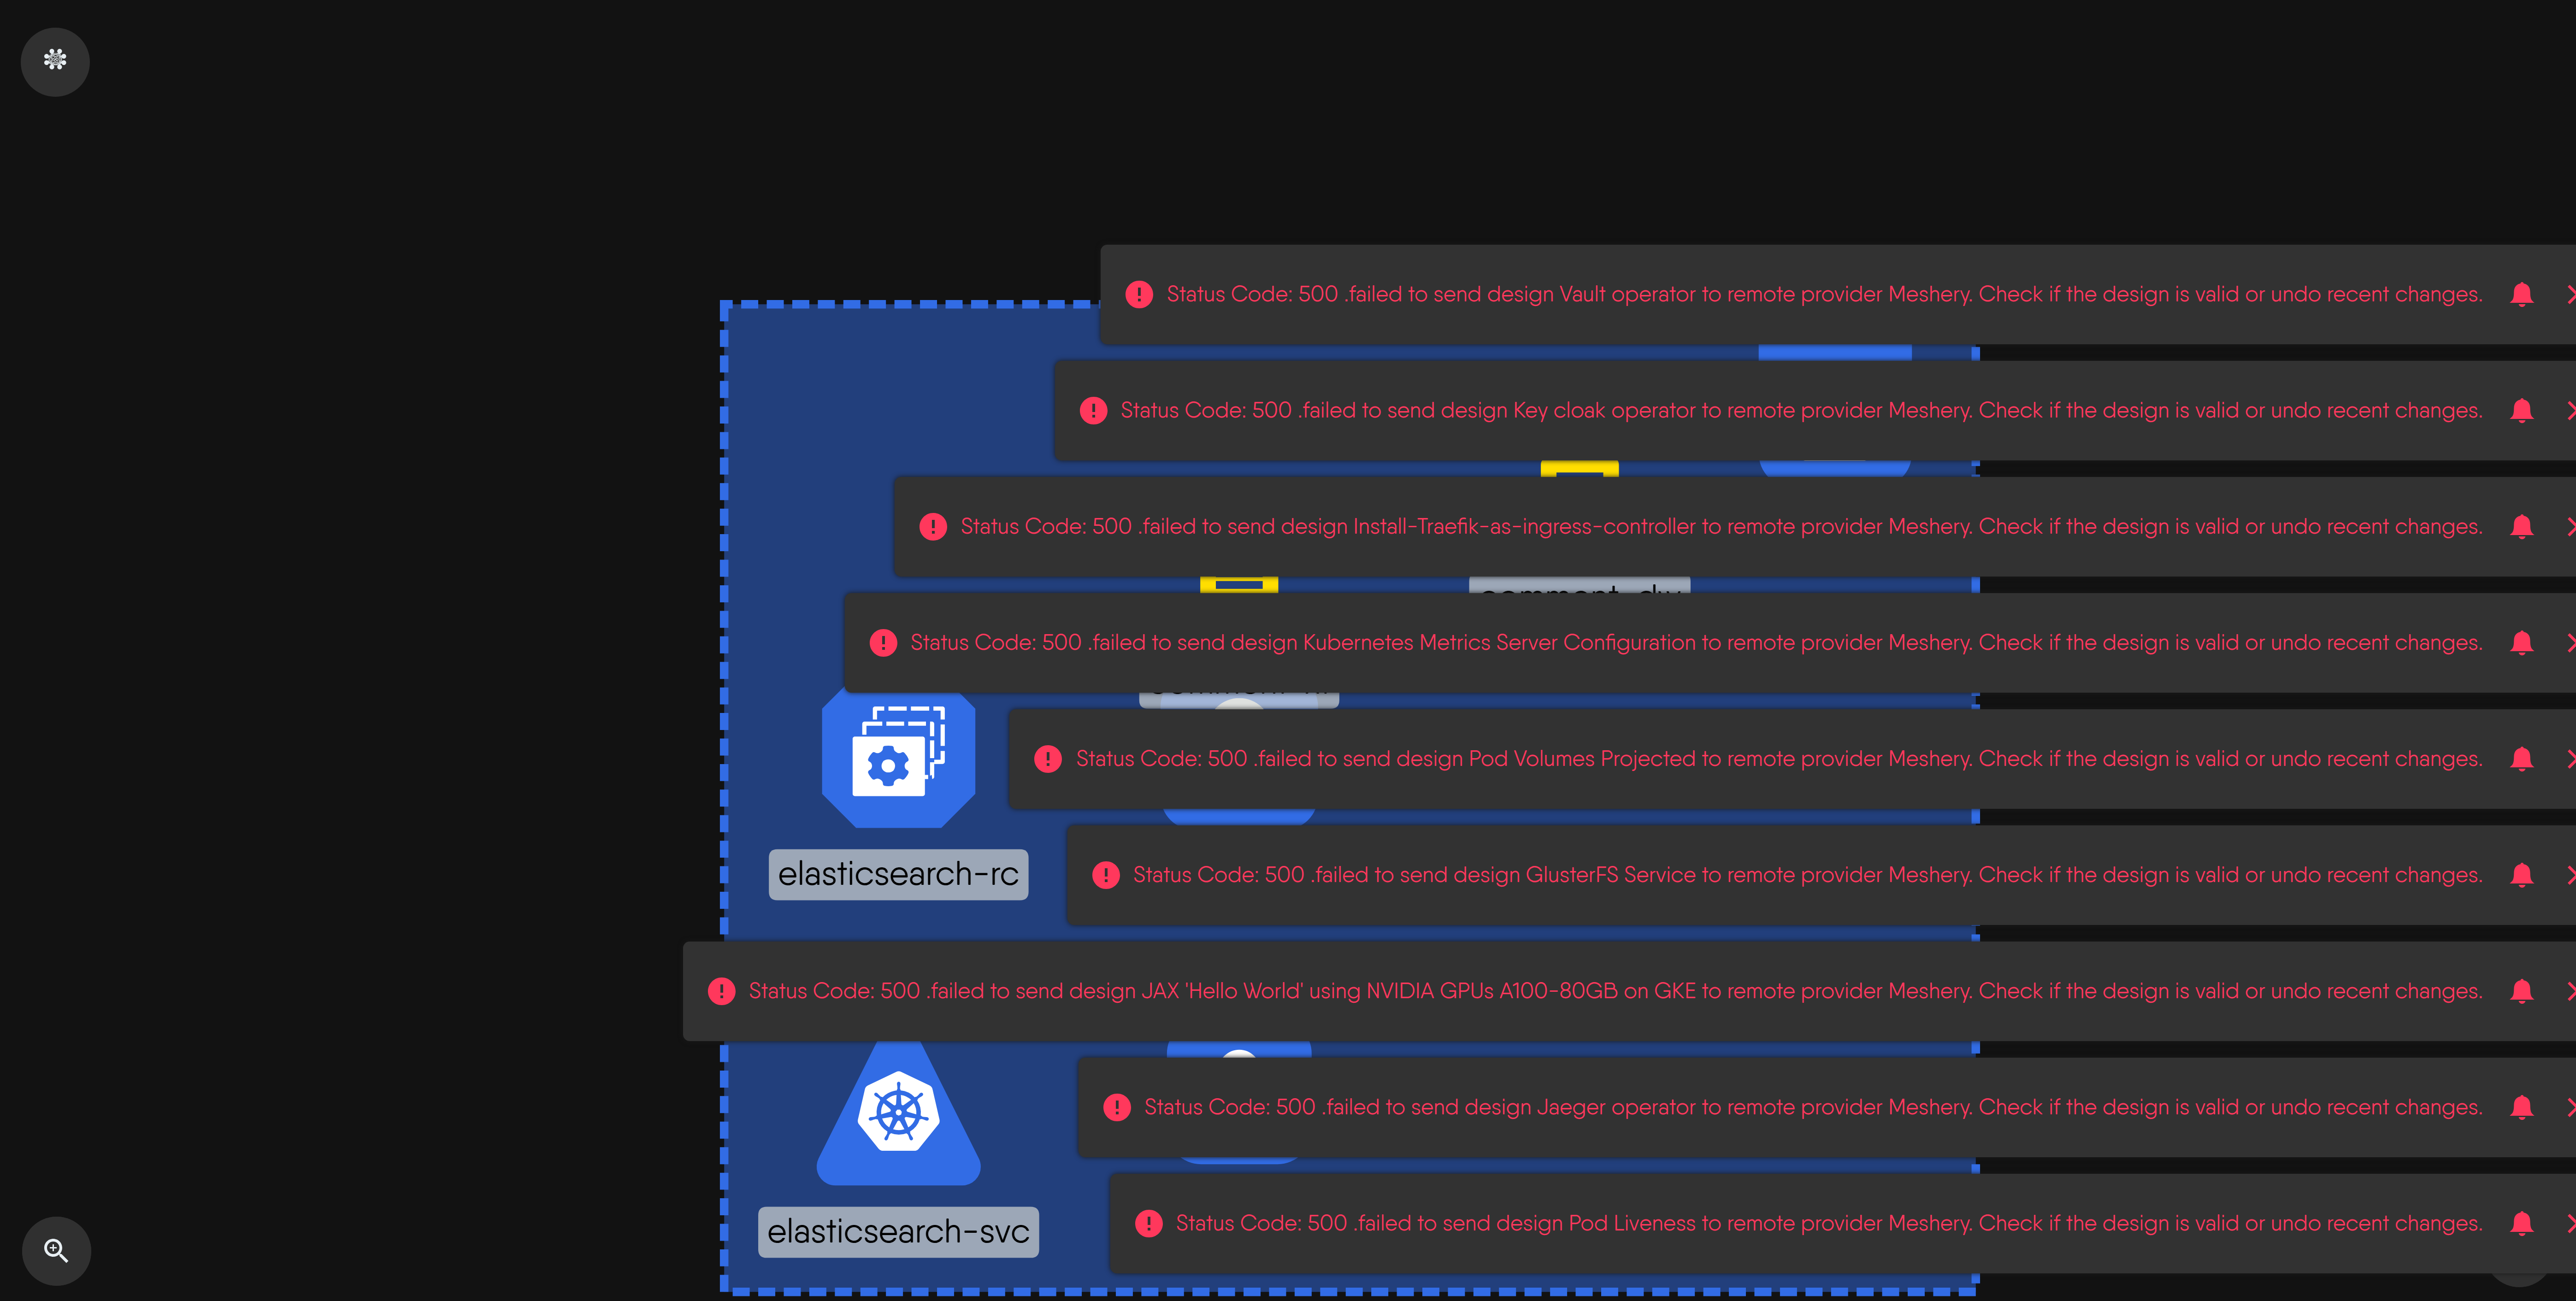 Status Code: 500 .failed to send design Vault operator to remote provider Meshery. Check if the design is valid or undo recent changes.
Status Code: 500 .failed to send design Key cloak operator to remote provider Meshery. Check if the design is valid or undo recent changes.
Status Code: 500 .failed to send design Install-Traefik-as-ingress-controller to remote provider Meshery. Check if the design is valid or undo recent changes.
Status Code: 500 .failed to send design Kubernetes Metrics Server Configuration to remote provider Meshery. Check if the design is valid or undo recent changes.
Status Code: 500 .failed to send design Pod Volumes Projected to remote provider Meshery. Check if the design is valid or undo recent changes.
elasticsearch-rc
Status Code: 500 .failed to send design GlusterFS Service to remote provider Meshery. Check if the design is valid or undo recent changes.
Status Code: 500 .failed to send design JAX 'Hello World' using NVIDIA GPUs A100-80GB on GKE to remote provider Meshery. Check if the design is valid or undo recent changes.
Status Code: 500 .failed to send design Jaeger operator to remote provider Meshery. Check if the design is valid or undo recent changes.
elasticsearch-svc
Status Code: 500 .failed to send design Pod Liveness to remote provider Meshery. Check if the design is valid or undo recent changes.